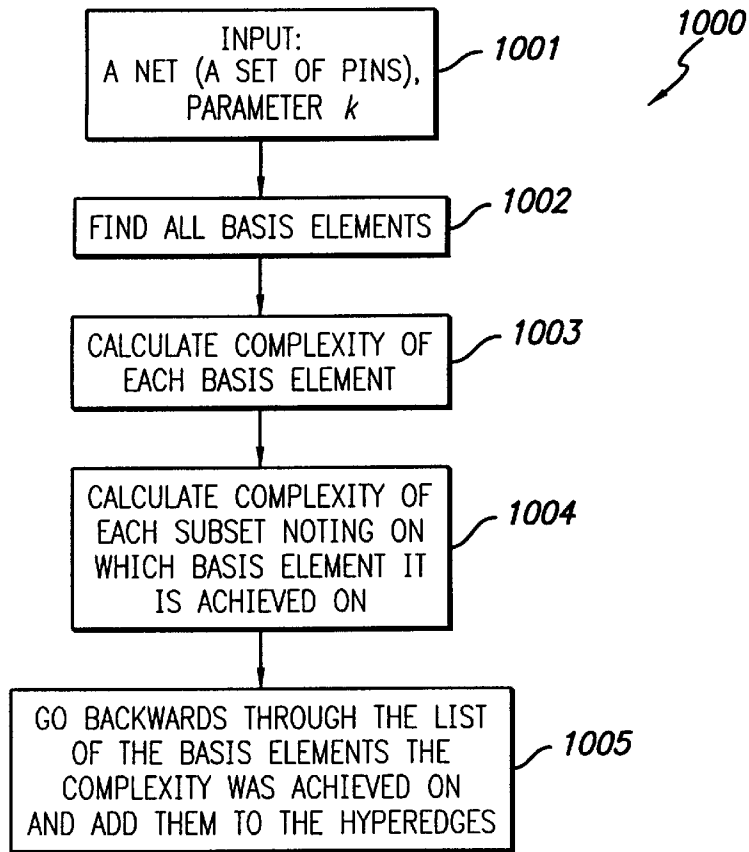 1000
INPUT:
A NET (A SET OF PINS),
PARAMETER k
1001
FIND ALL BASIS ELEMENTS
1002
CALCULATE COMPLEXITY OF
EACH BASIS ELEMENT
1003
CALCULATE COMPLEXITY OF
EACH SUBSET NOTING ON
WHICH BASIS ELEMENT IT
IS ACHIEVED ON
1004
GO BACKWARDS THROUGH THE LIST
OF THE BASIS ELEMENTS THE
COMPLEXITY WAS ACHIEVED ON
AND ADD THEM TO THE HYPEREDGES
1005